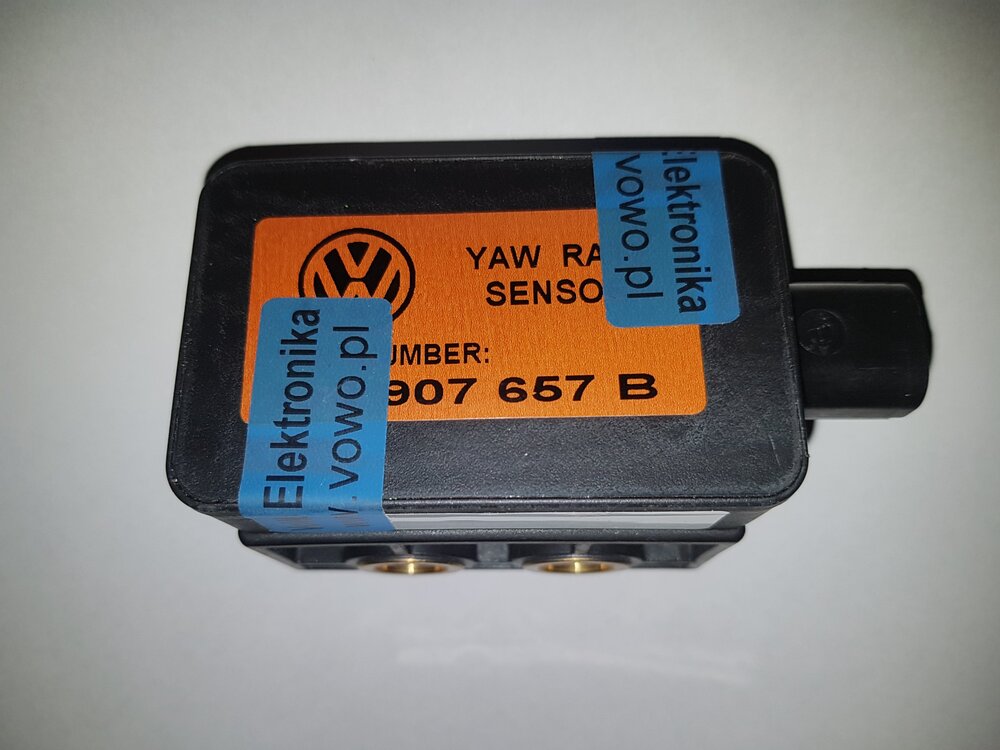 YAW RA
SENSO
UMBER:
907 657 B
Elektronika
.vowo.pl
Elektronika
vowo.pl